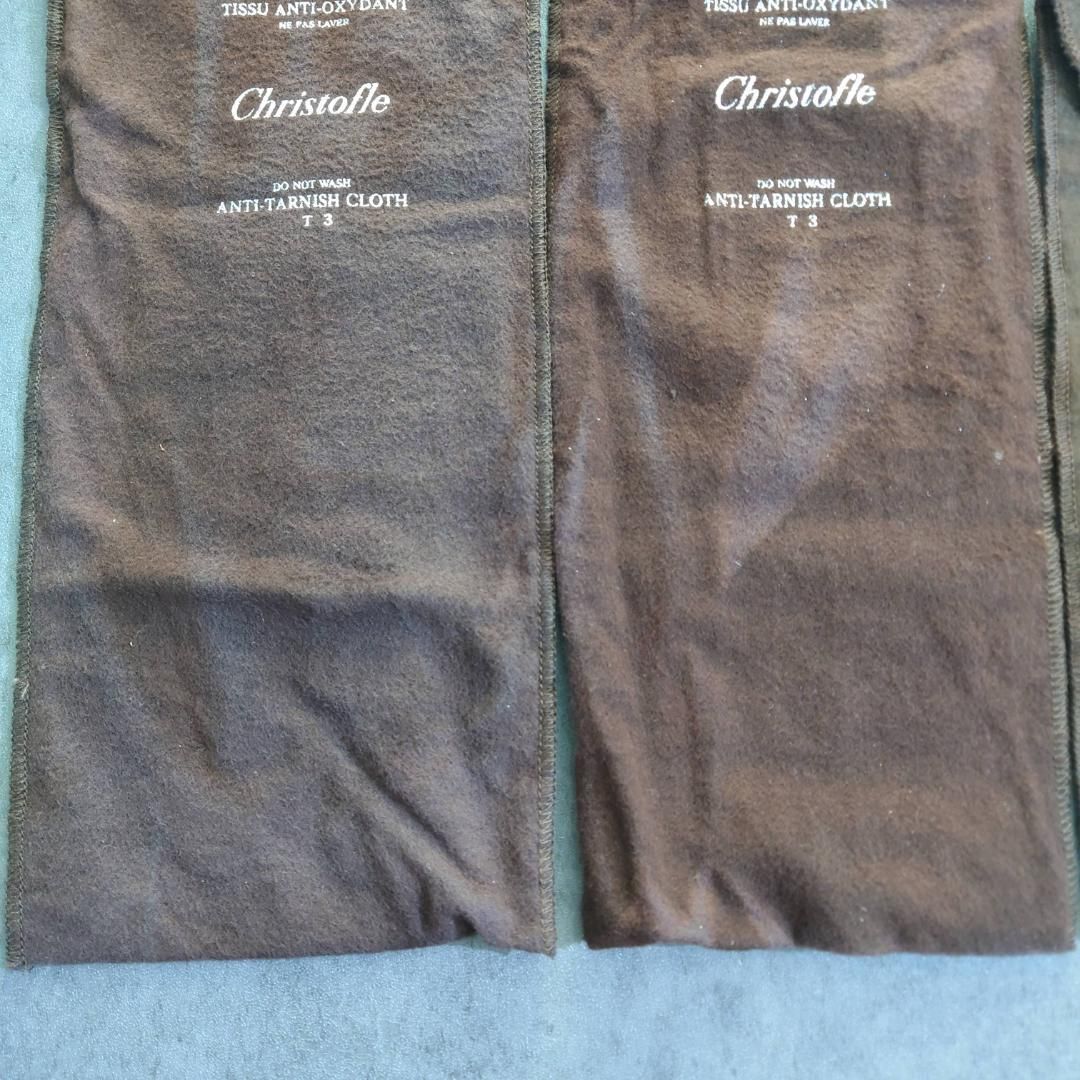 TISSU ANTI-OXYDANT
NE PAS LAVER
Christofle
DO NOT WASH
ANTI-TARNISH CLOTH
T 3
TISSU ANTI-OXYDANT
NE PAS LAVER
Christofle
DO NOT WASH
ANTI-TARNISH CLOTH
T 3